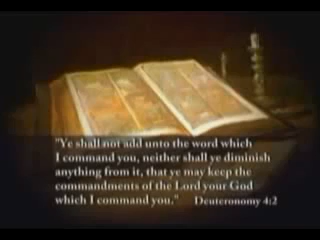 "Ye shall not add unto the word which
I command you, neither shall ye diminish
anything from it, that ye may keep the
commandments of the Lord your God
which I command you." Deuteronomy 4:2